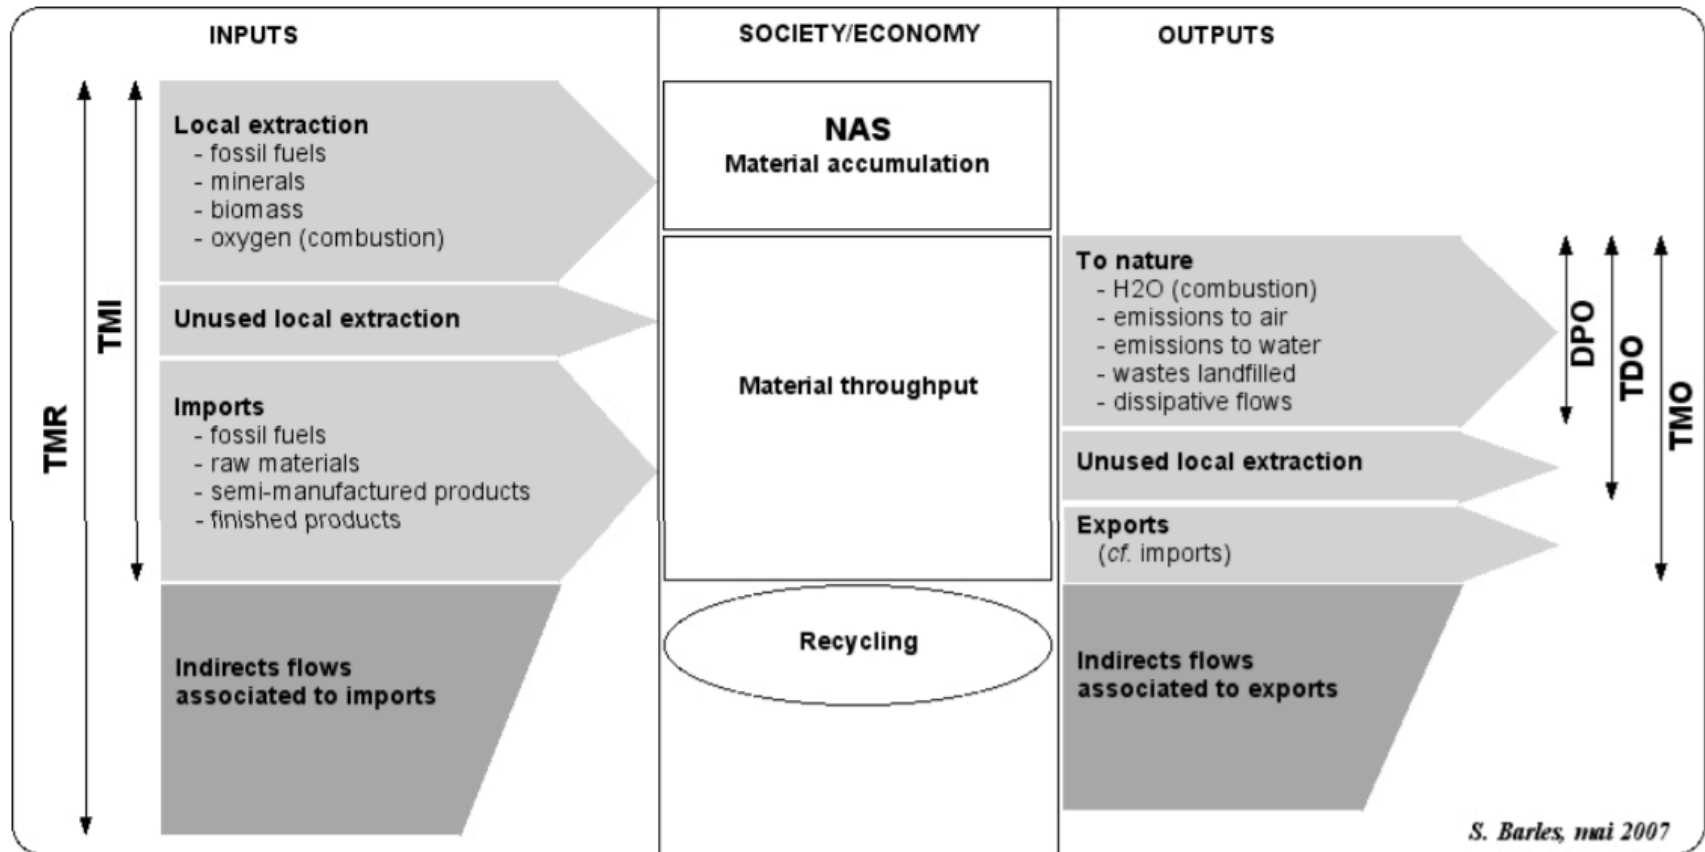 INPUTS
SOCIETY/ECONOMY
OUTPUTS
TMR
TMI
Local extraction
- fossil fuels
- minerals
- biomass
- oxygen (combustion)
Unused local extraction
Imports
- fossil fuels
- raw materials
- semi-manufactured products
- finished products
Indirects flows
associated to imports
NAS
Material accumulation
Material throughput
Recycling
To nature
- H2O (combustion)
- emissions to air
- emissions to water
- wastes landfilled
- dissipative flows
Unused local extraction
Exports
(cf. imports)
Indirects flows
associated to exports
DPO
TDO
TMO
S. Barles, mai 2007